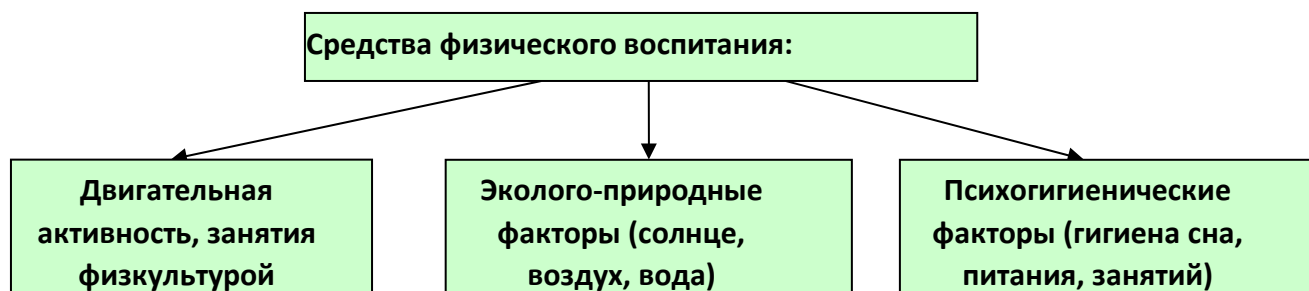 Средства физического воспитания:
Двигательная
активность, занятия
физкультурой
Эколого-природные
факторы (солнце,
воздух, вода)
Психогигиенические
факторы (гигиена сна,
питания, занятий)